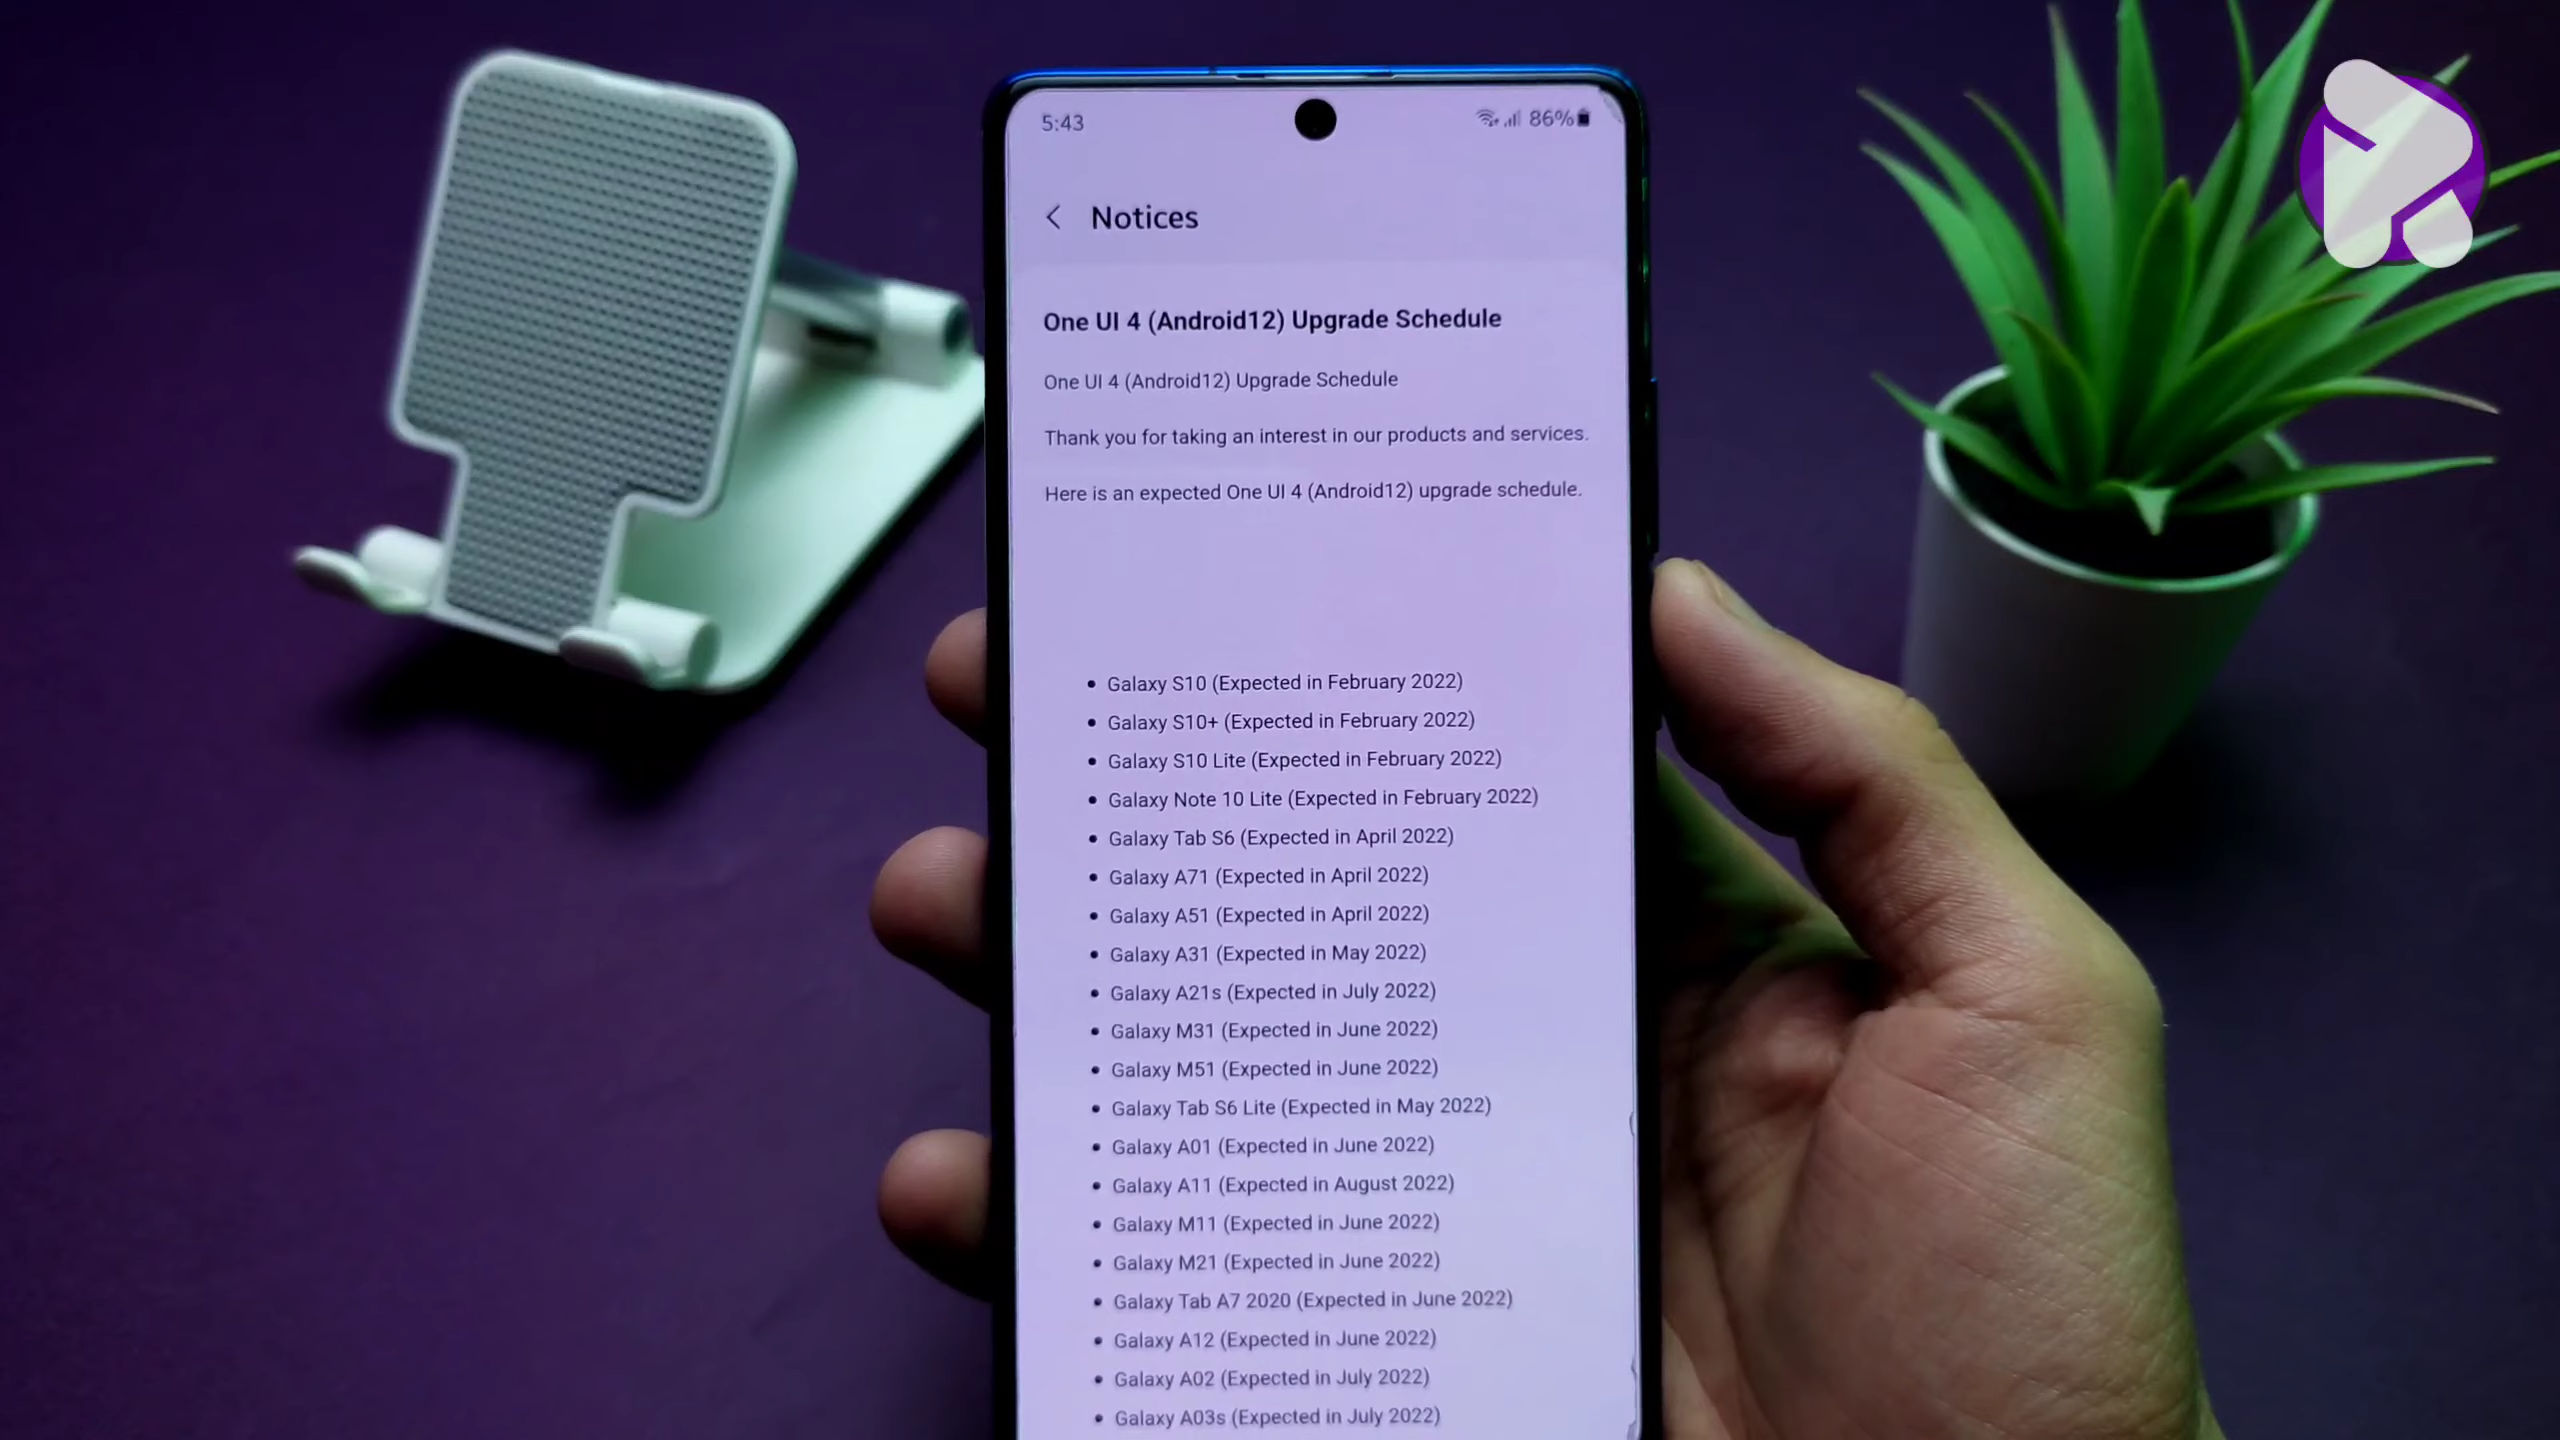 5:43
86%
Notices
One UI 4 (Android12) Upgrade Schedule
One UI 4 (Android12) Upgrade Schedule
Thank you for taking an interest in our products and services.
Here is an expected One UI 4 (Android12) upgrade schedule.
• Galaxy S10 (Expected in February 2022)
• Galaxy S10+ (Expected in February 2022)
• Galaxy S10 Lite (Expected in February 2022)
• Galaxy Note 10 Lite (Expected in February 2022)
• Galaxy Tab S6 (Expected in April 2022)
• Galaxy A71 (Expected in April 2022)
• Galaxy A51 (Expected in April 2022)
• Galaxy A31 (Expected in May 2022)
• Galaxy A21s (Expected in July 2022)
• Galaxy M31 (Expected in June 2022)
• Galaxy M51 (Expected in June 2022)
• Galaxy Tab S6 Lite (Expected in May 2022)
• Galaxy A01 (Expected in June 2022)
• Galaxy A11 (Expected in August 2022)
• Galaxy M11 (Expected in June 2022)
• Galaxy M21 (Expected in June 2022)
• Galaxy Tab A7 2020 (Expected in June 2022)
• Galaxy A12 (Expected in June 2022)
• Galaxy A02 (Expected in July 2022)
• Galaxy A03s (Expected in July 2022)